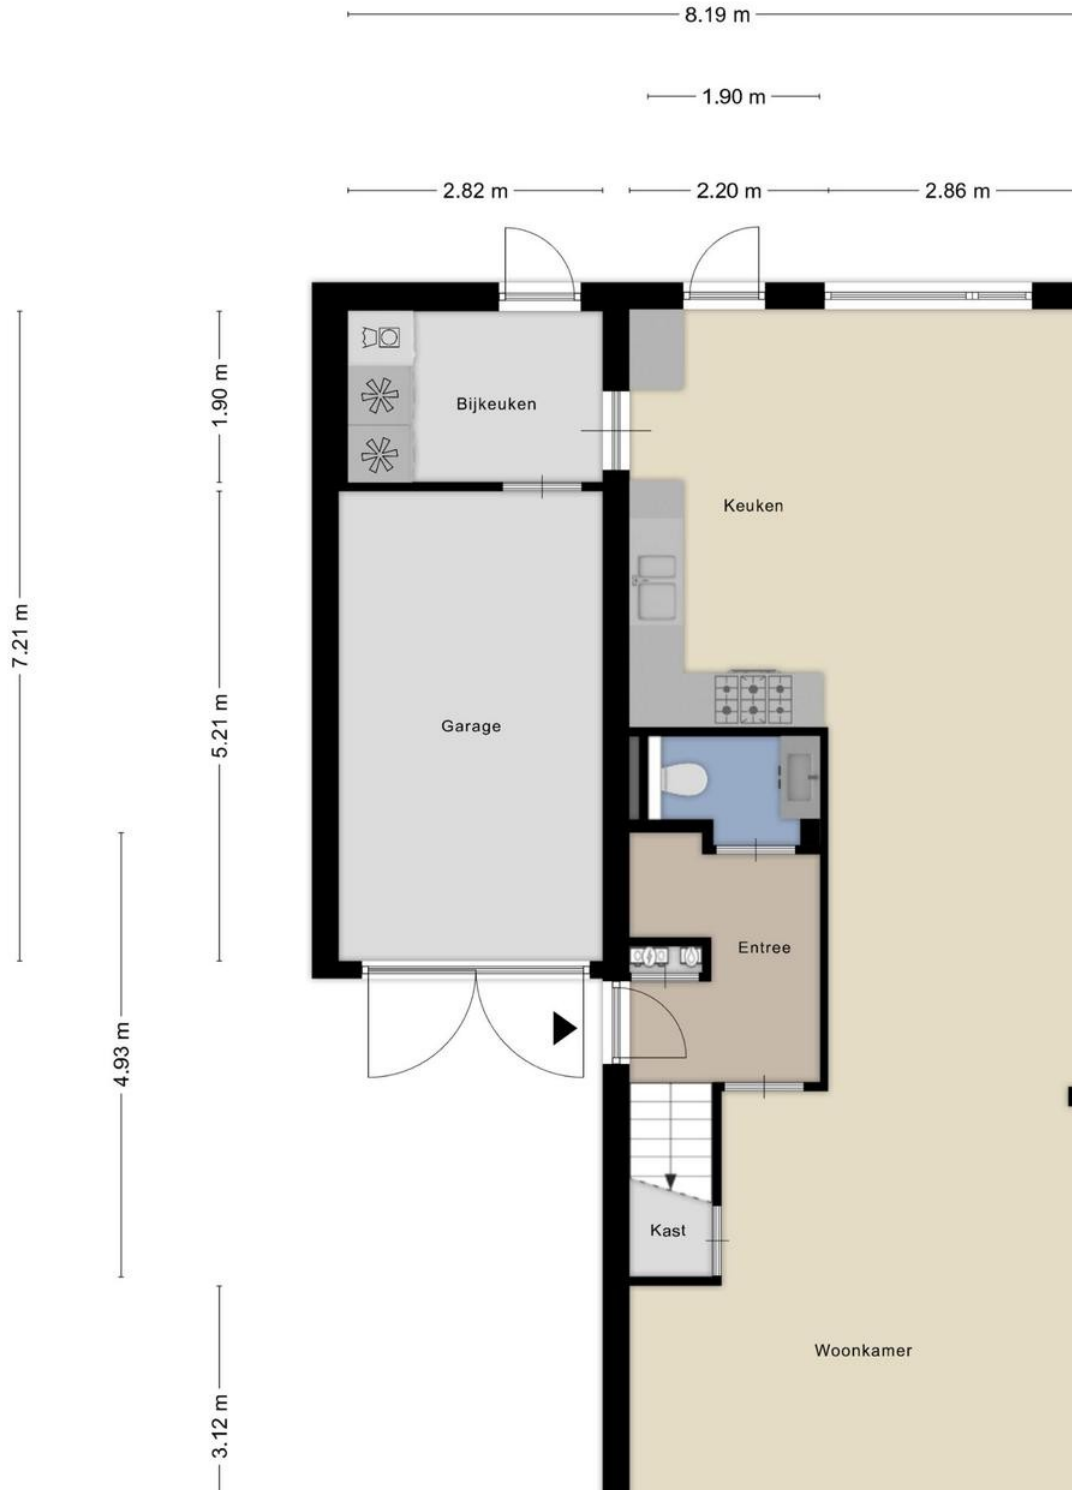 8.19 m
1.90 m
2.82 m
2.20 m
2.86 m
1.90 m
Bijkeuken
Keuken
7.21 m
5.21 m
Garage
Entree
4.93 m
Kast
Woonkamer
3.12 m